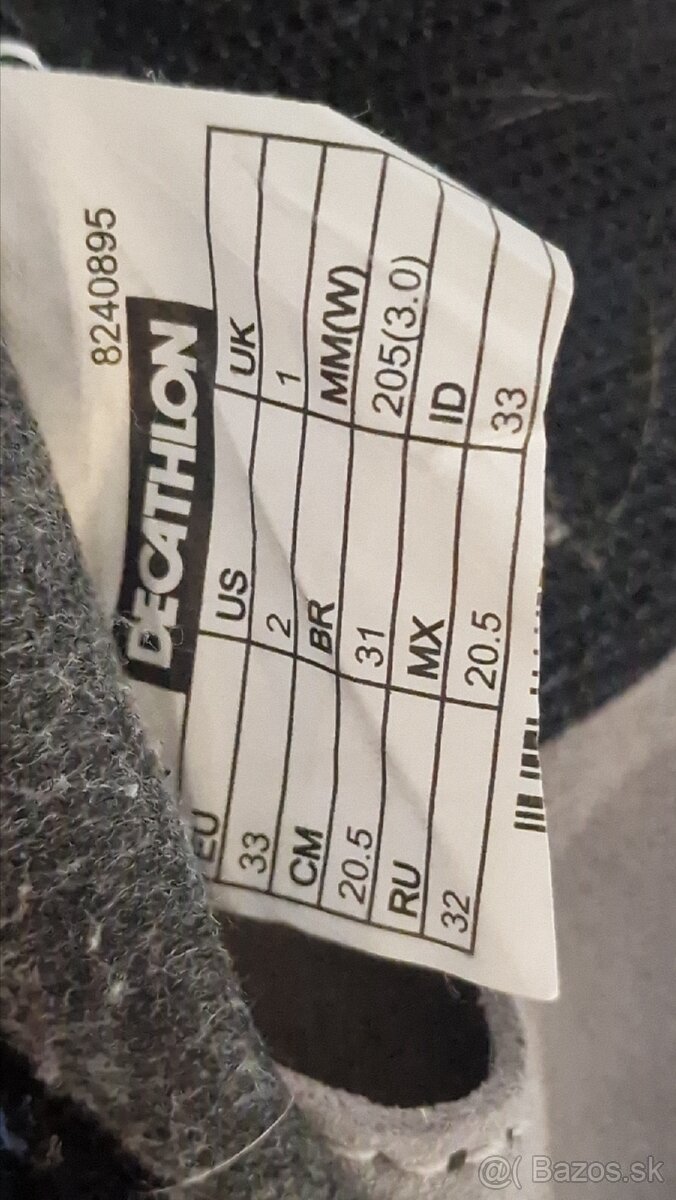 8240895
DECATHLON
EU US UK
33 2 1
CM BR MM(W)
20.5 31 205(3.0)
RU MX ID
32 20.5 33
@( Bazos.sk